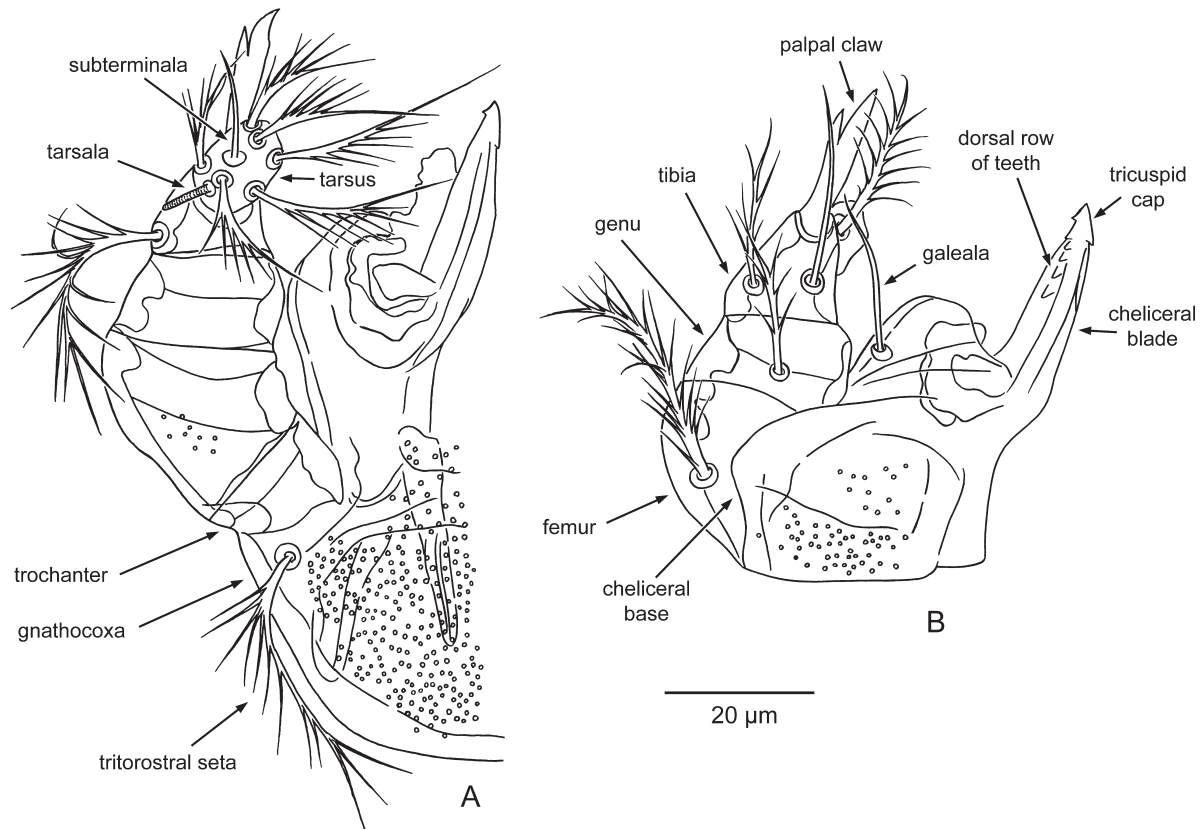 subterminala
tarsala
tarsus
trochanter
gnathocoxa
tritorostral seta
A
palpal claw
dorsal row
of teeth
tricuspid
cap
tibia
genu
galeala
cheliceral
blade
femur
cheliceral
base
B
20 µm